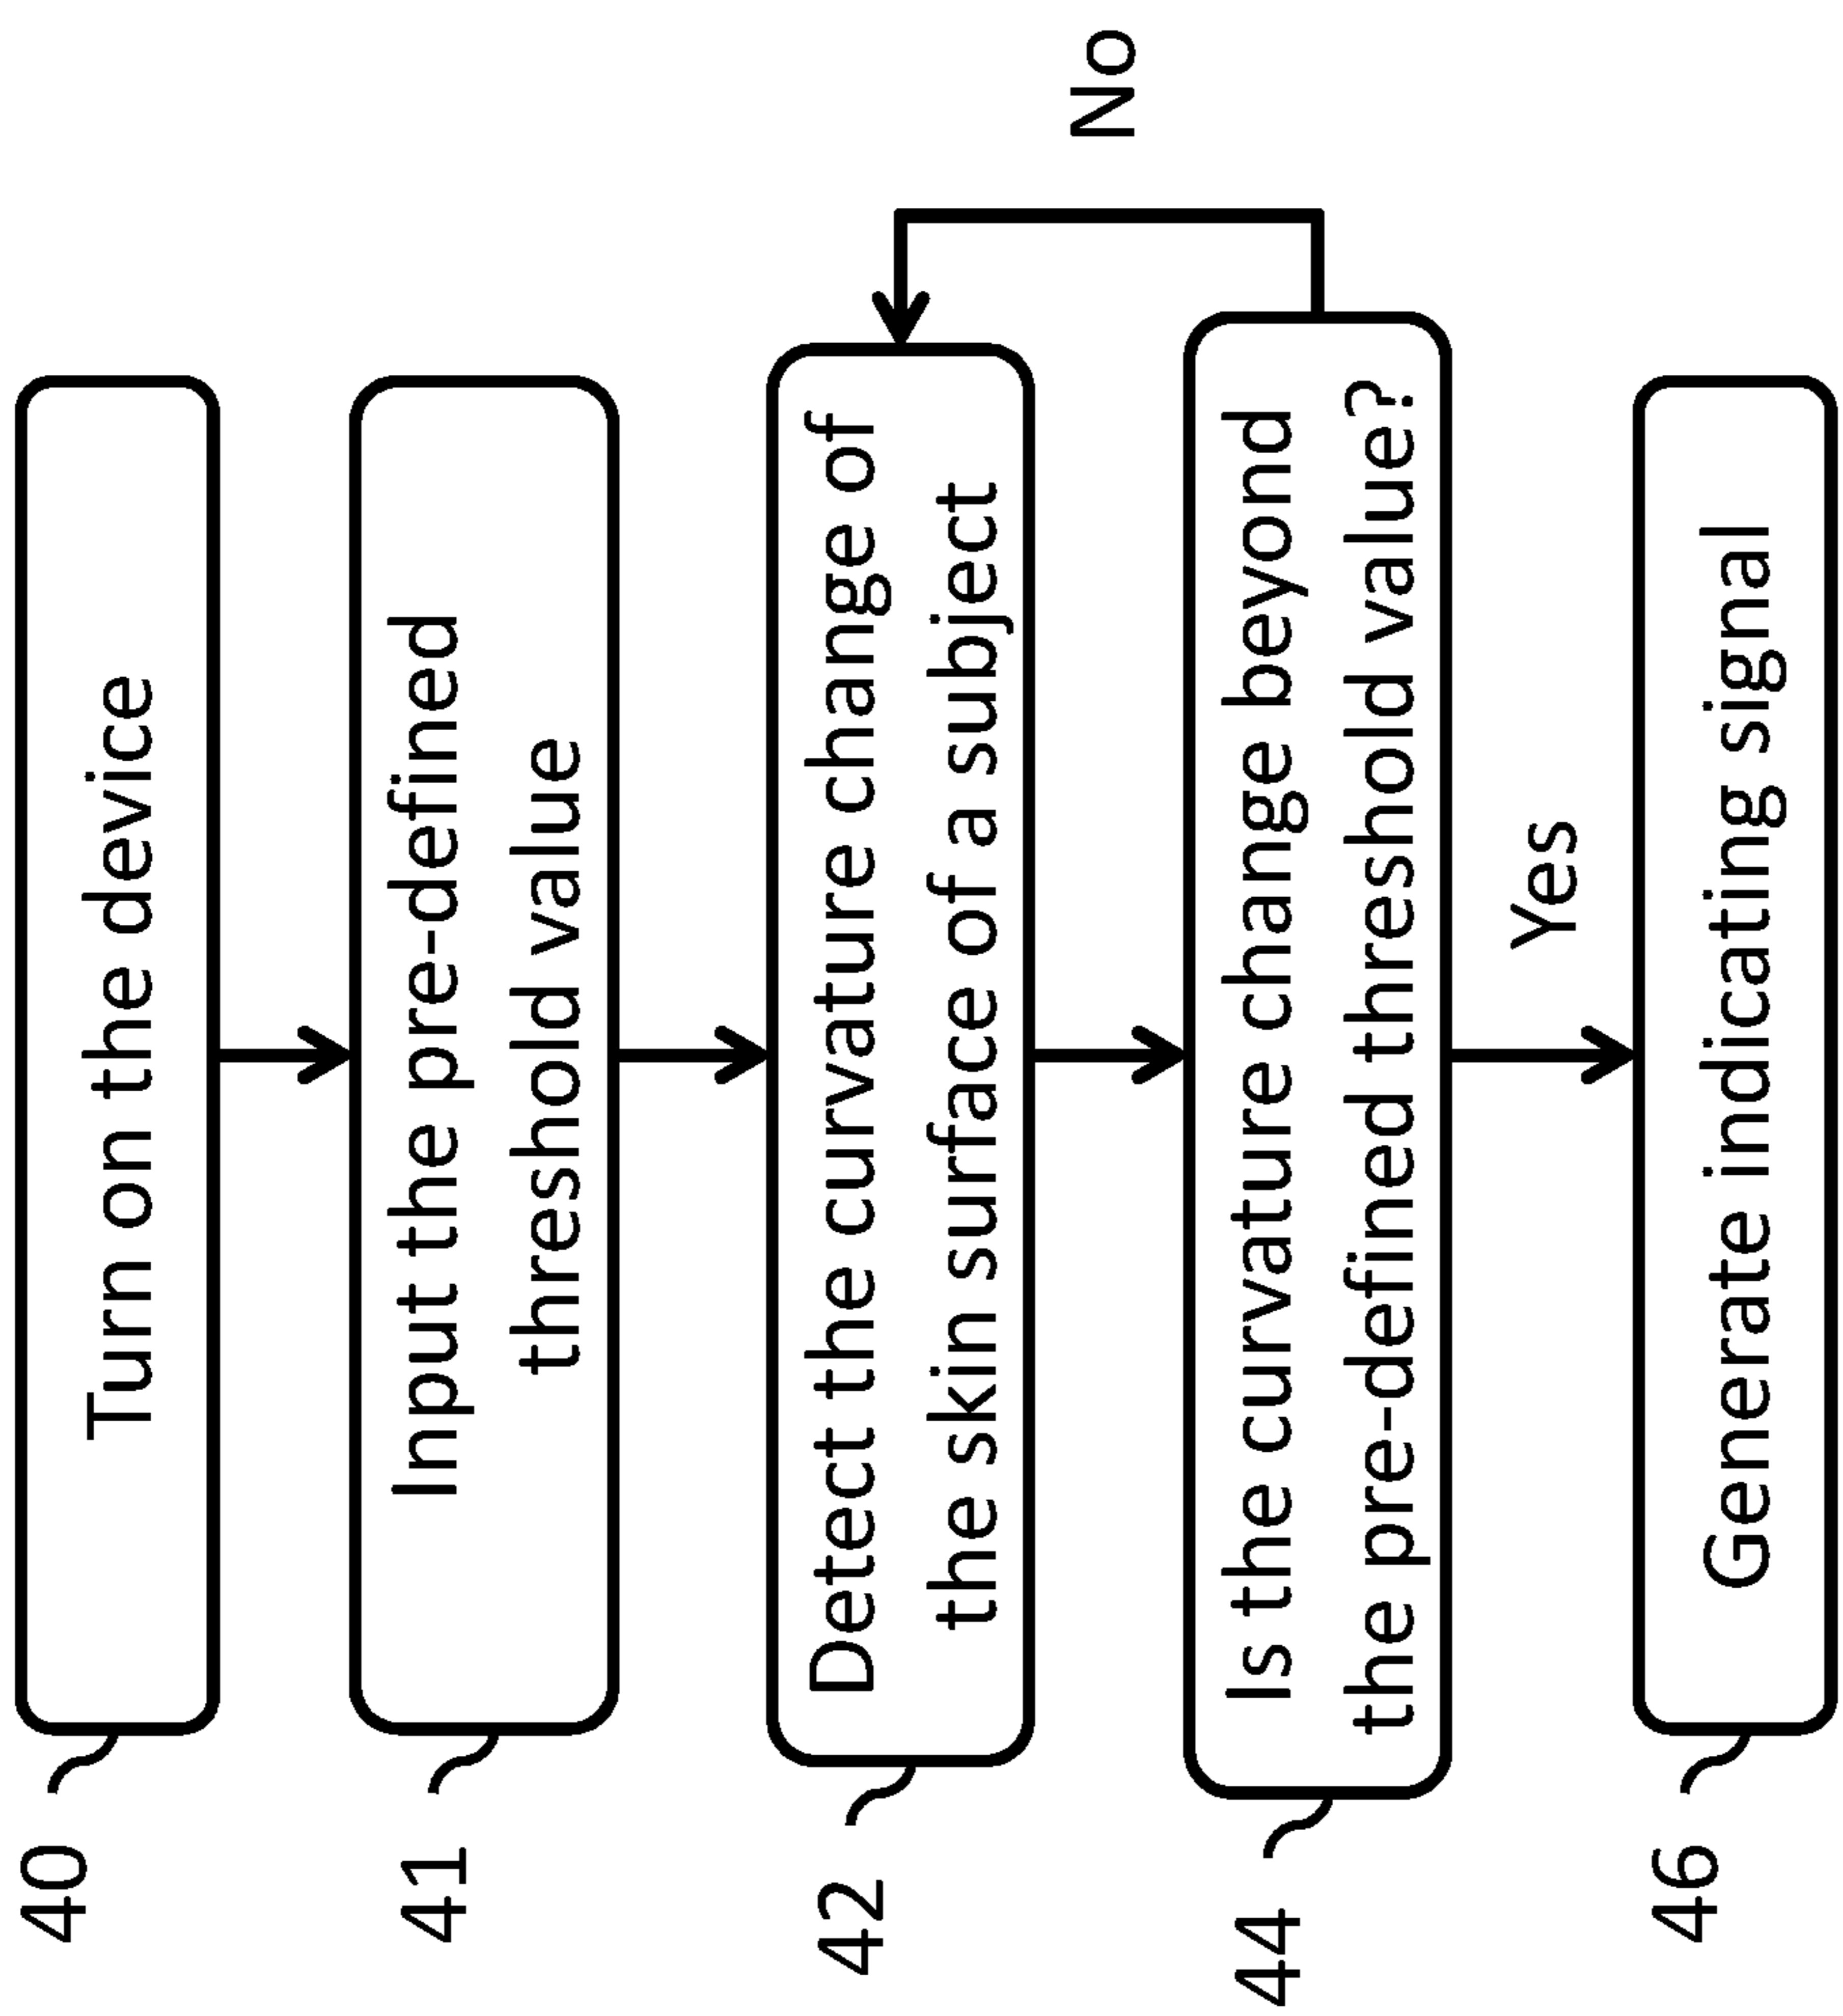 40
Turn on the device
41
Input the pre-defined
threshold value
42
Detect the curvature change of
the skin surface of a subject
No
44
Is the curvature change beyond
the pre-defined threshold value?
Yes
46
Generate indicating signal